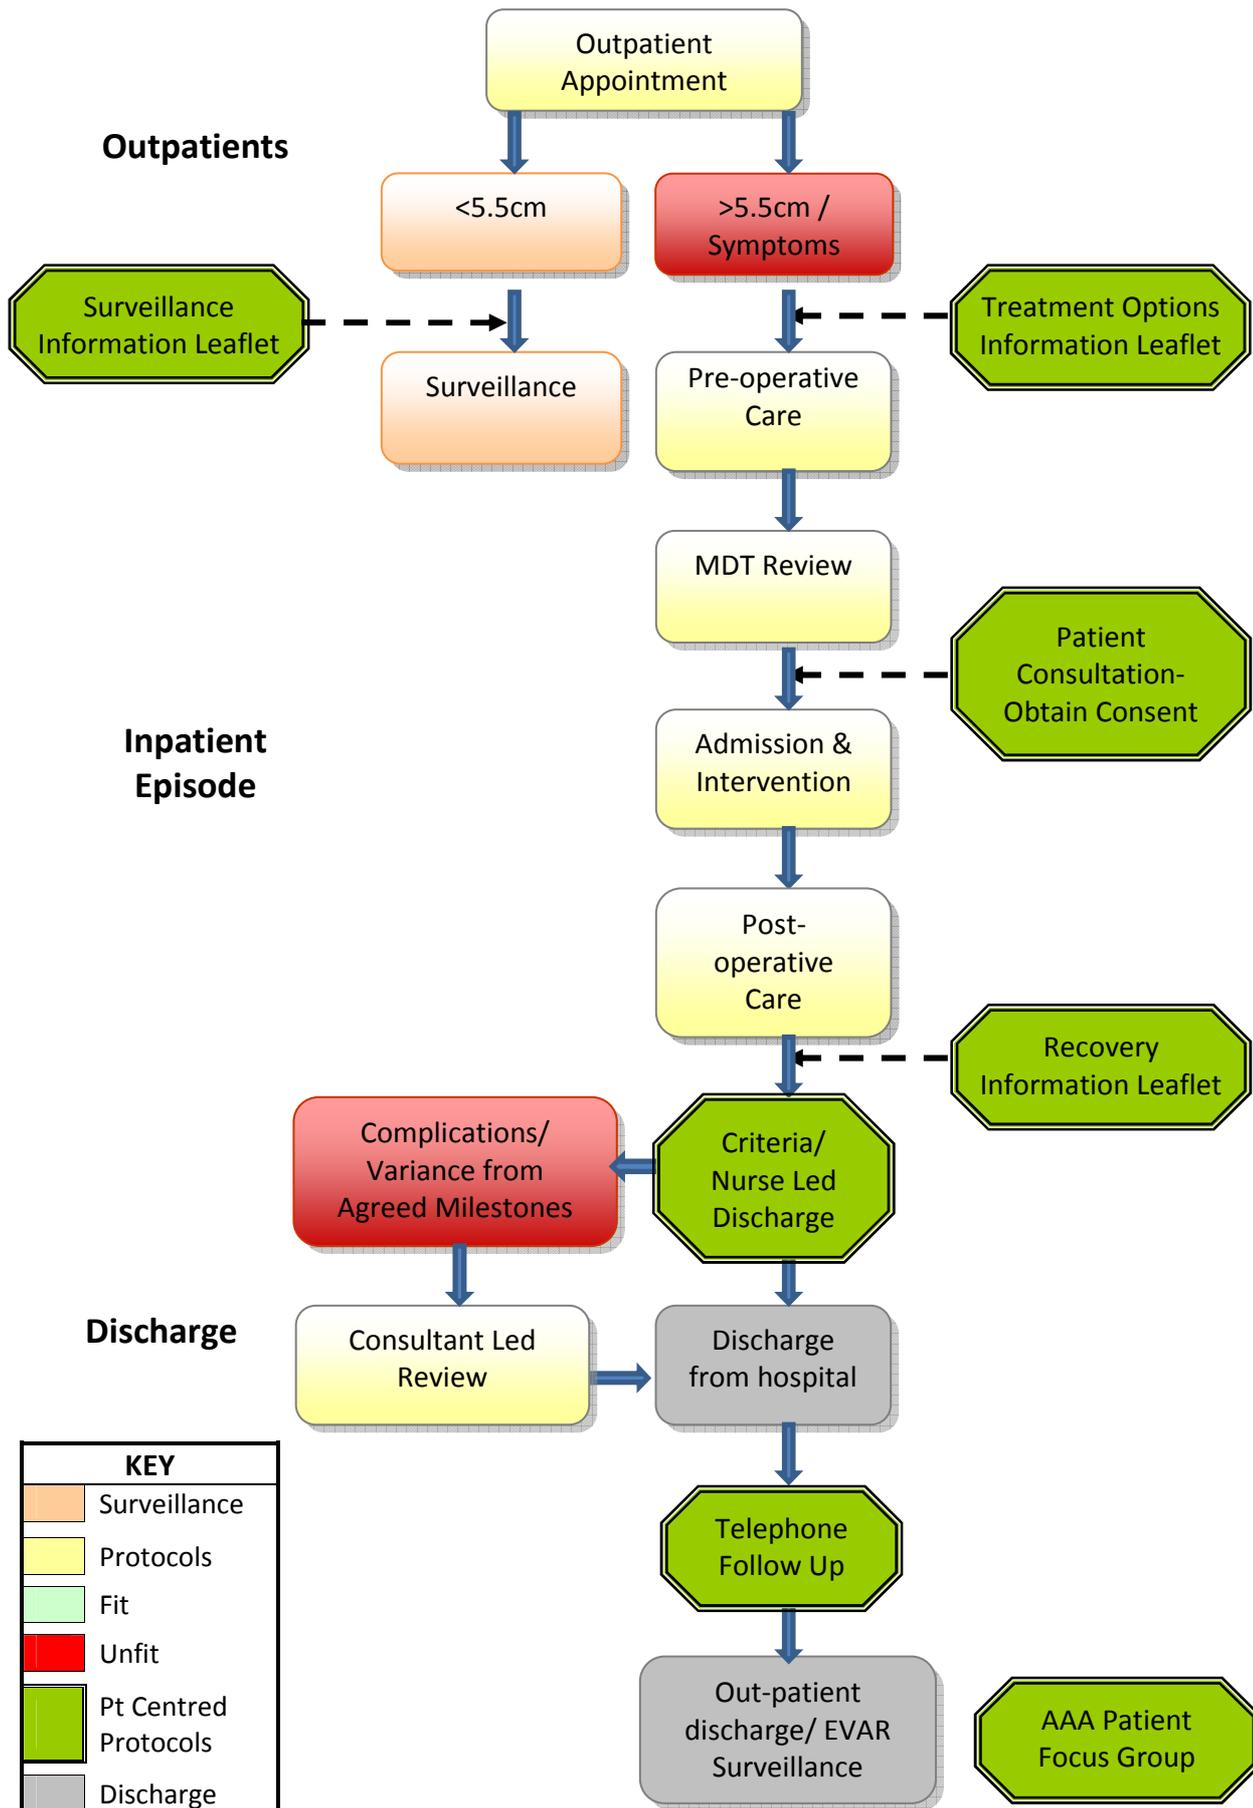 Outpatient
Appointment
Outpatients
<5.5cm
>5.5cm /
Symptoms
Surveillance
Information Leaflet
Treatment Options
Information Leaflet
Surveillance
Pre-operative
Care
MDT Review
Patient
Consultation-
Obtain Consent
Inpatient
Episode
Admission &
Intervention
Post-
operative
Care
Recovery
Information Leaflet
Complications/
Variance from
Agreed Milestones
Criteria/
Nurse Led
Discharge
Discharge
Consultant Led
Review
Discharge
from hospital
KEY
Surveillance
Protocols
Fit
Unfit
Pt Centred
Protocols
Discharge
Telephone
Follow Up
Out-patient
discharge/ EVAR
Surveillance
AAA Patient
Focus Group